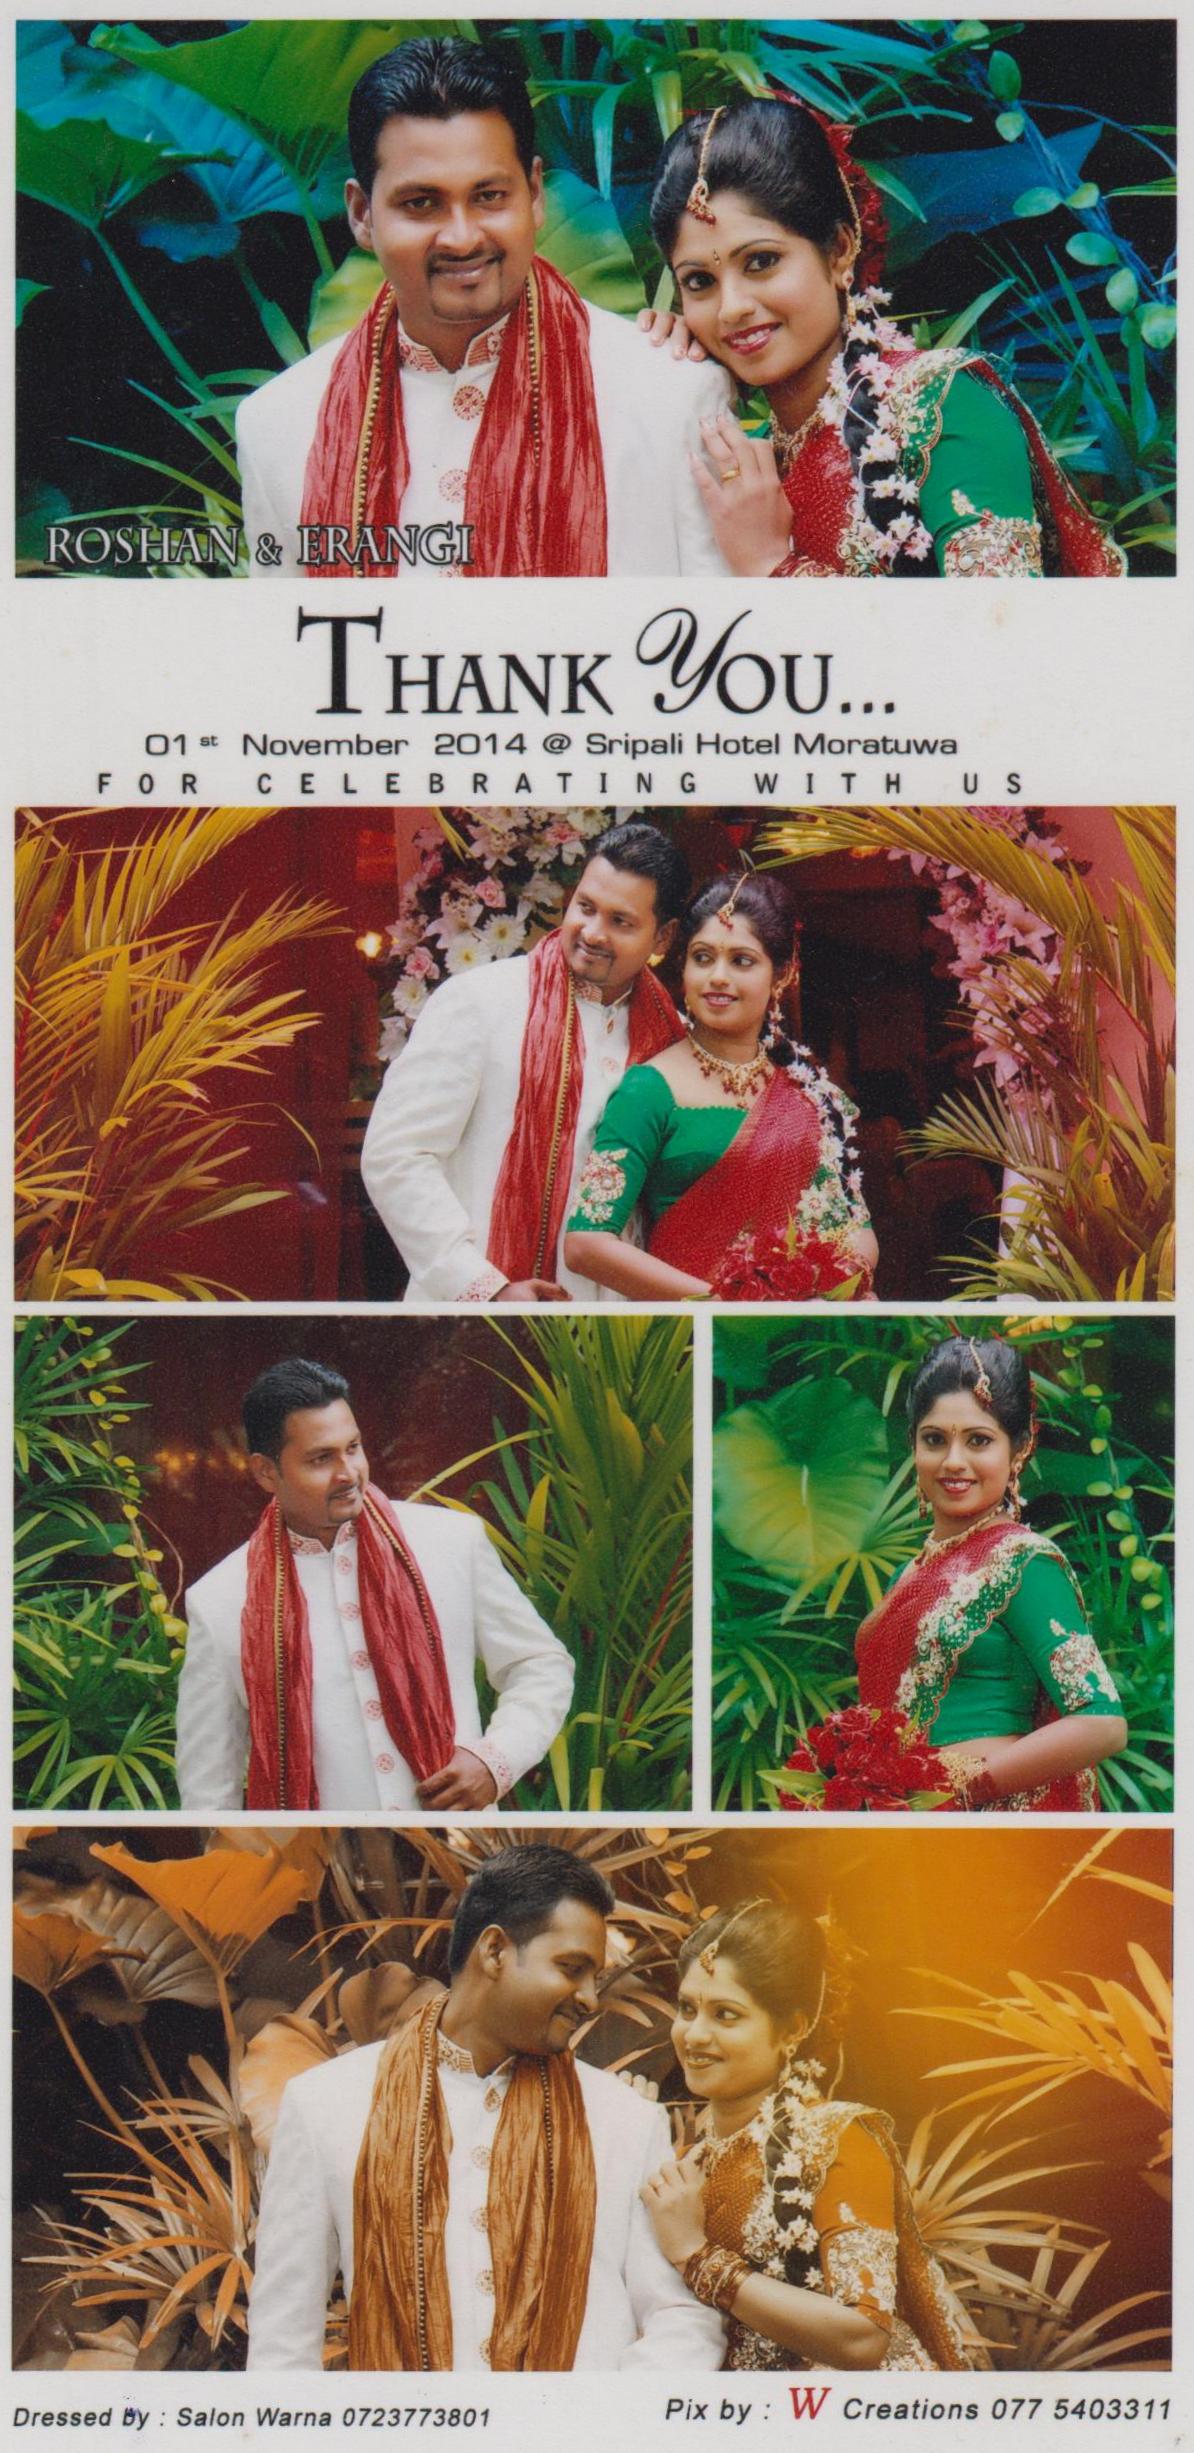 ROSHAN & ERANGI
THANK YOU...
01st November 2014 @ Sripali Hotel Moratuwa
FOR CELEBRATING WITH US
Dressed by : Salon Warna 0723773801
Pix by : W Creations 077 5403311